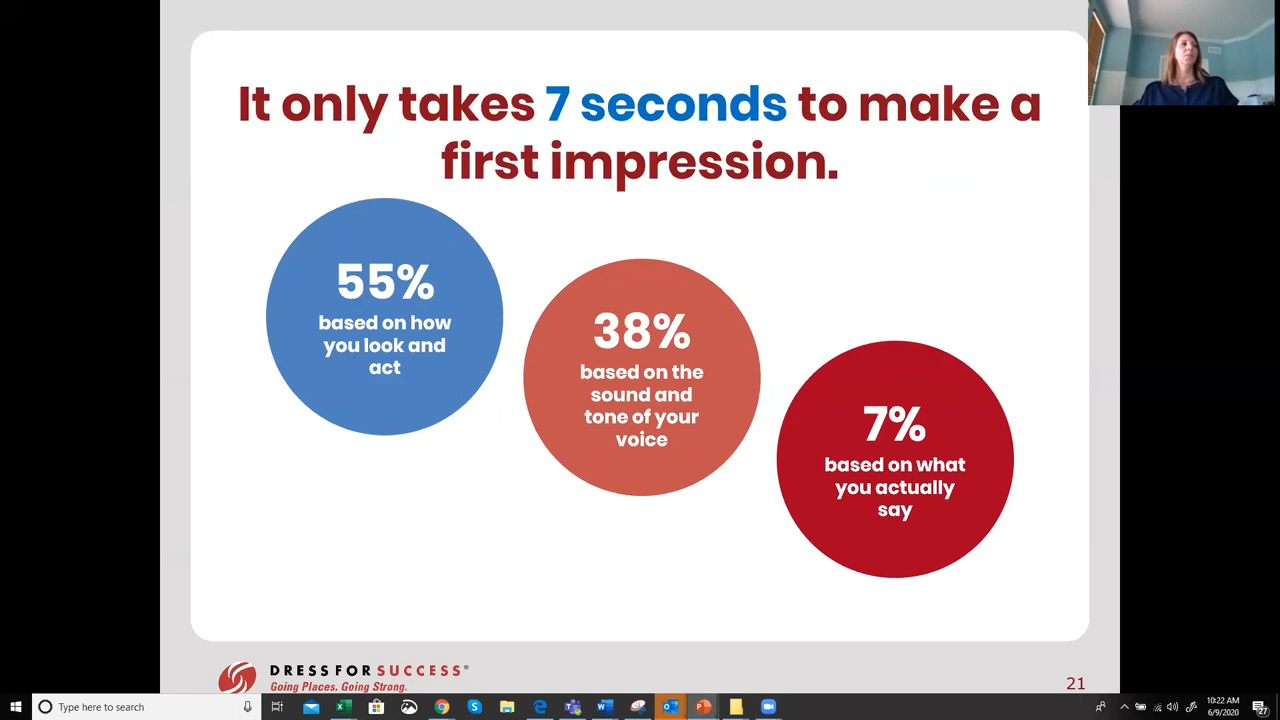 It only takes 7 seconds to make a
first impression.
55%
based on how
you look and
act
38%
based on the
sound and
tone of your
voice
7%
based on what
you actually
say
DRESS FOR SUCCESS®
Going Places. Going Strong.
21
Type here to search
10:22 AM
6/9/2020
27